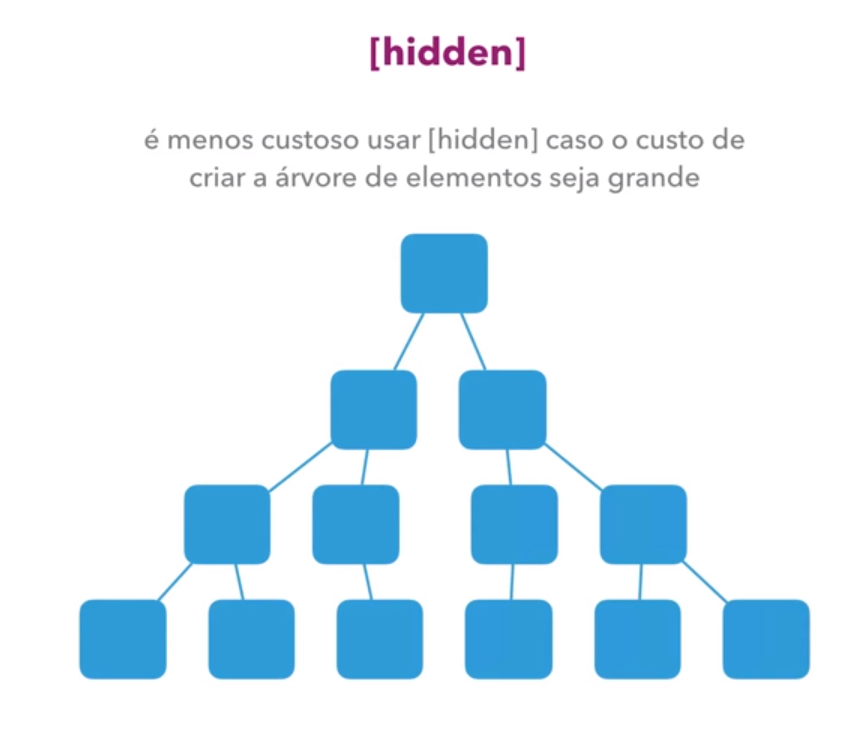 [hidden]
é menos custoso usar [hidden] caso o custo de
criar a árvore de elementos seja grande